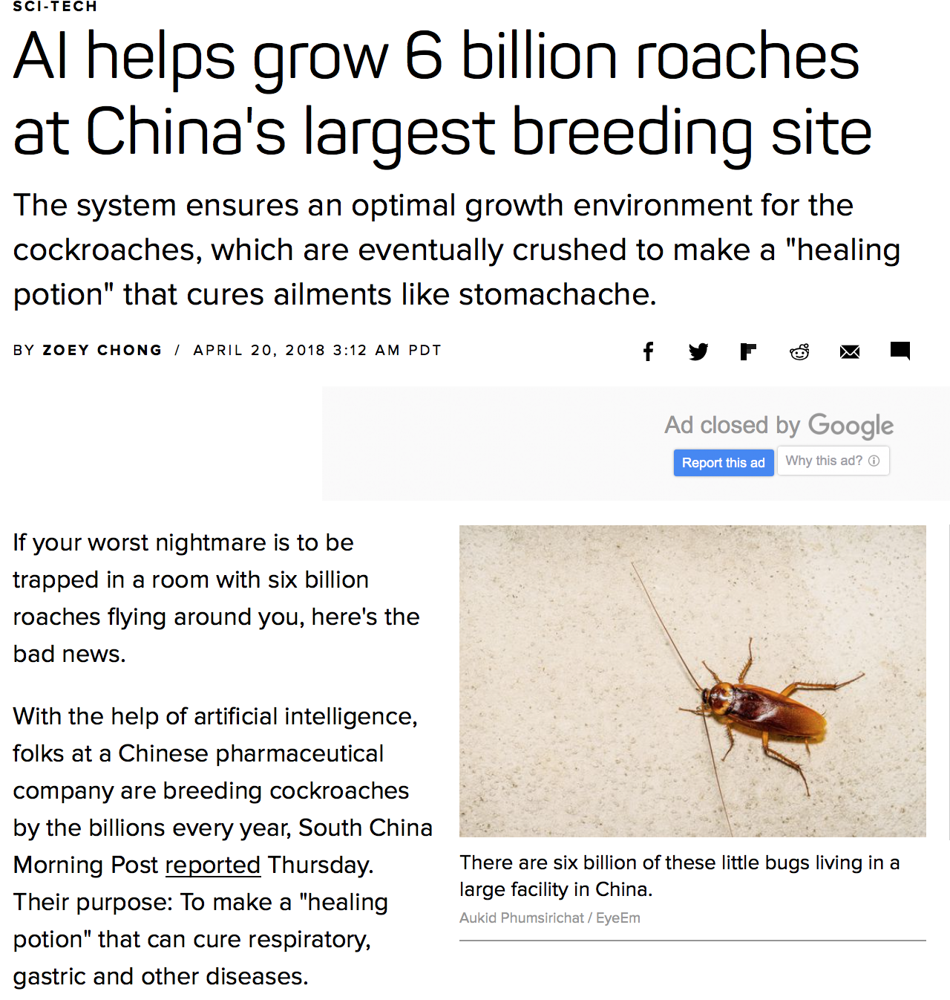 SCI-TECH
AI helps grow 6 billion roaches
at China's largest breeding site
The system ensures an optimal growth environment for the
cockroaches, which are eventually crushed to make a "healing
potion" that cures ailments like stomachache.
BY ZOEY CHONG / APRIL 20, 2018 3:12 AM PDT
Ad closed by Google
Report this ad Why this ad?
If your worst nightmare is to be
trapped in a room with six billion
roaches flying around you, here's the
bad news.
With the help of artificial intelligence,
folks at a Chinese pharmaceutical
company are breeding cockroaches
by the billions every year, South China
Morning Post reported Thursday.
Their purpose: To make a "healing
potion" that can cure respiratory,
gastric and other diseases.
There are six billion of these little bugs living in a
large facility in China.
Aukid Phumsirichat / EyeEm